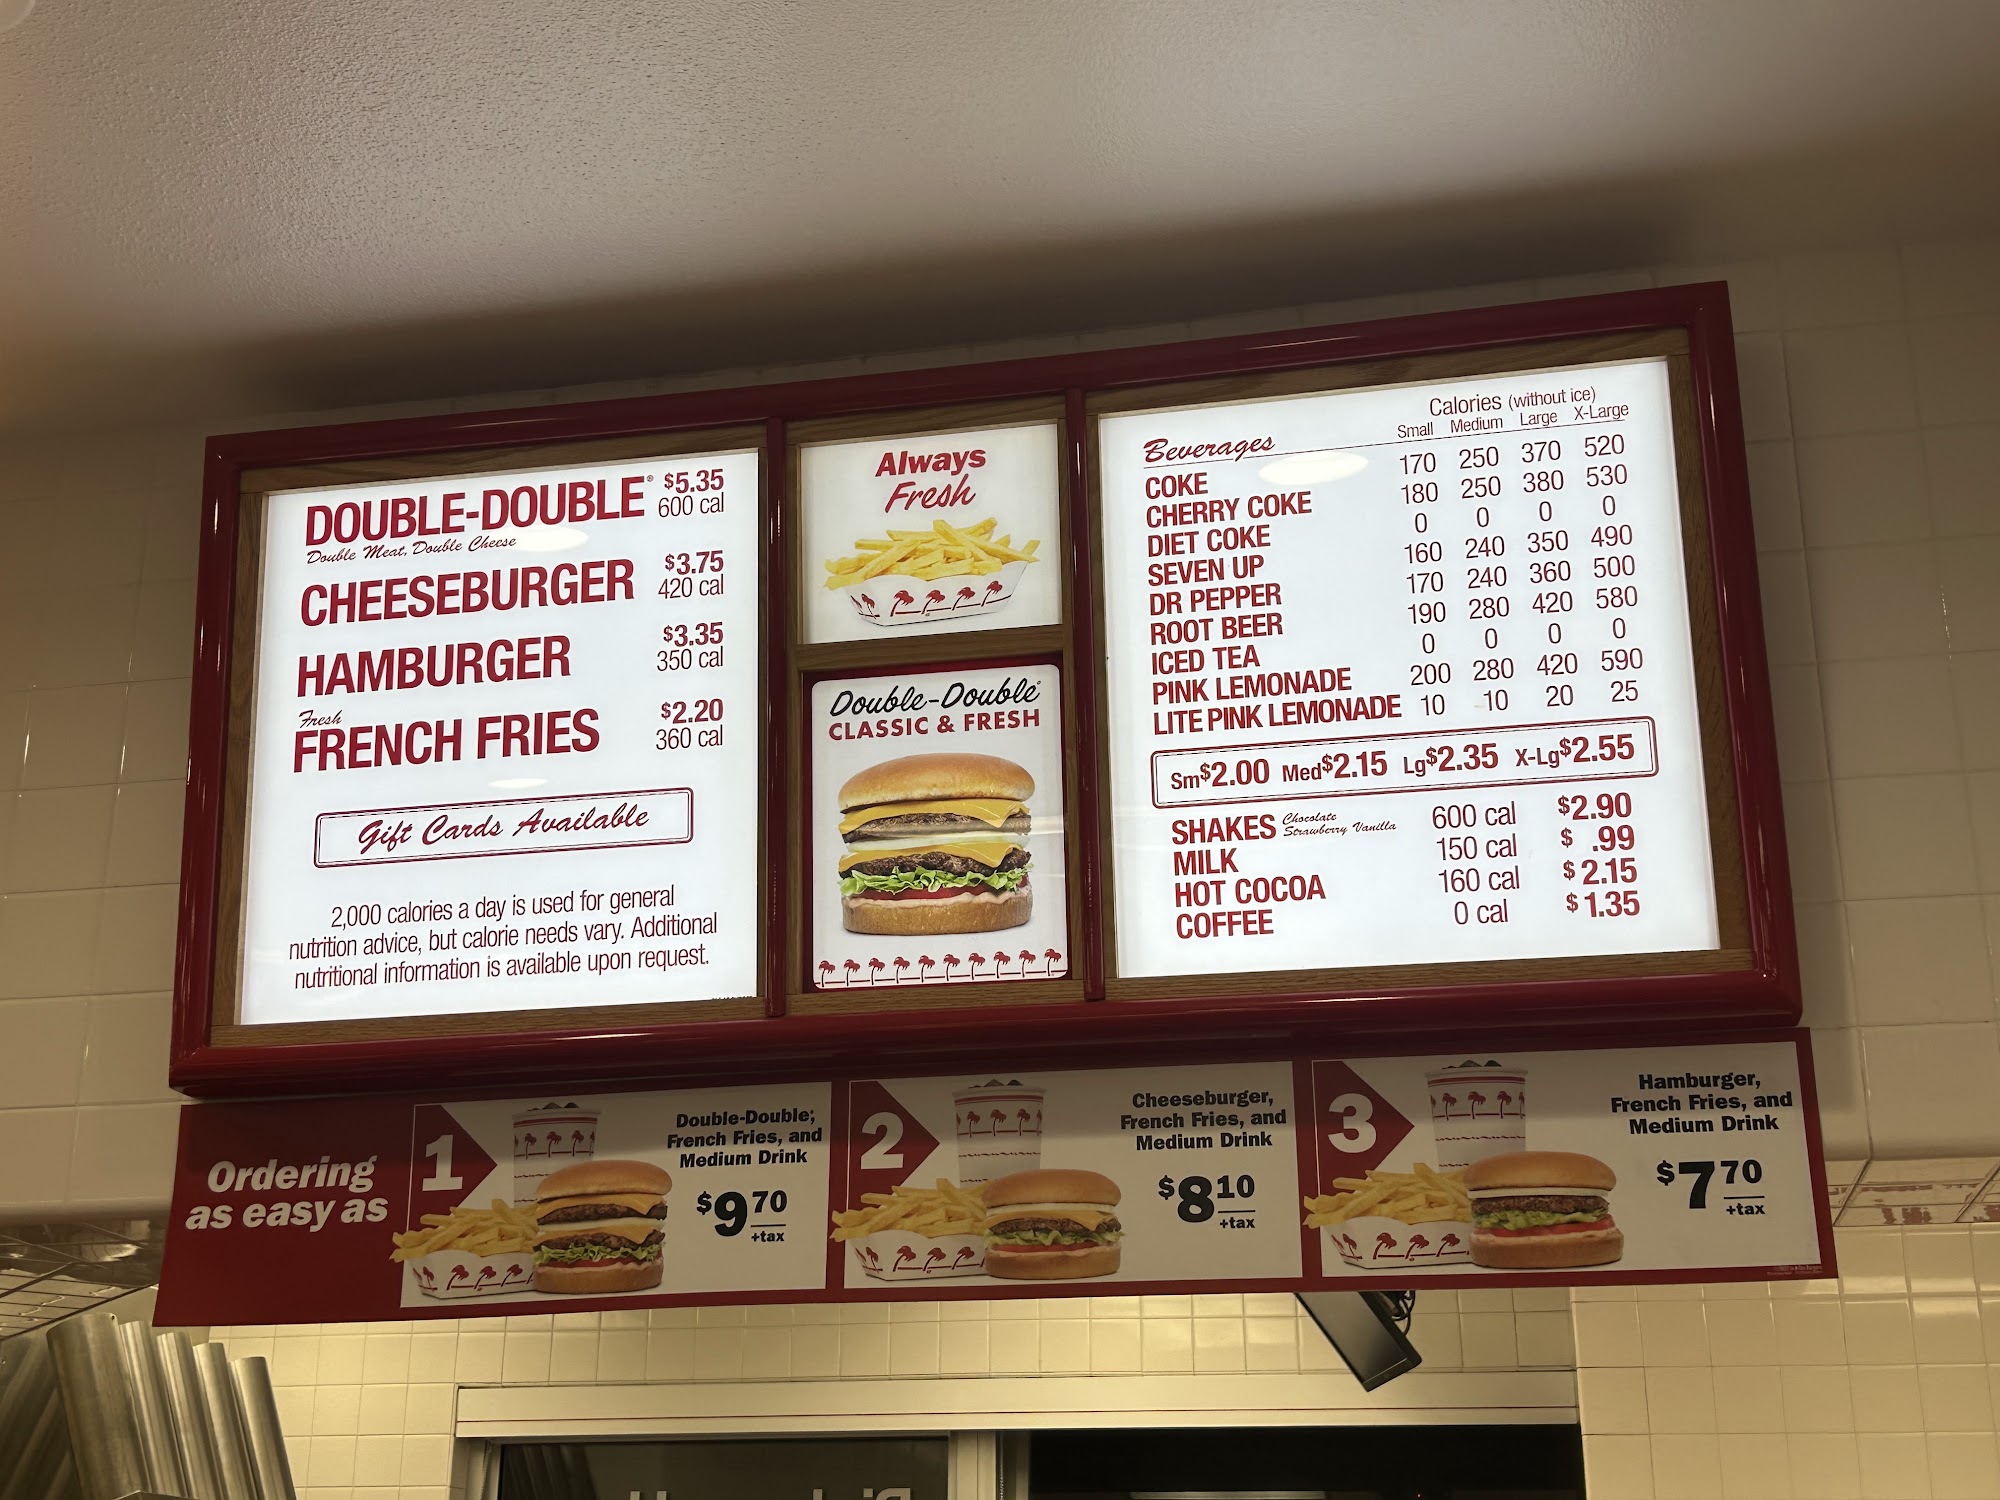 DOUBLE-DOUBLE® $5.35
Double Meat, Double Cheese 600 cal
CHEESEBURGER $3.75
420 cal
HAMBURGER $3.35
350 cal
Fresh
FRENCH FRIES $2.20
360 cal
Gift Cards Available
2,000 calories a day is used for general
nutrition advice, but calorie needs vary. Additional
nutritional information is available upon request.
Always
Fresh
Double-Double®
CLASSIC & FRESH
Calories (without ice)
Beverages Small Medium Large X-Large
COKE 170 250 370 520
CHERRY COKE 180 250 380 530
DIET COKE 0 0 0 0
SEVEN UP 160 240 350 490
DR PEPPER 170 240 360 500
ROOT BEER 190 280 420 580
ICED TEA 0 0 0 0
PINK LEMONADE 200 280 420 590
LITE PINK LEMONADE 10 10 20 25
Sm$2.00 Med$2.15 Lg$2.35 X-Lg$2.55
SHAKES Chocolate Strawberry Vanilla 600 cal $2.90
MILK 150 cal $ .99
HOT COCOA 160 cal $2.15
COFFEE 0 cal $1.35
Ordering
as easy as
1
Double-Double,®
French Fries, and
Medium Drink
$9.70
+tax
2
Cheeseburger,
French Fries, and
Medium Drink
$8.10
+tax
3
Hamburger,
French Fries, and
Medium Drink
$7.70
+tax